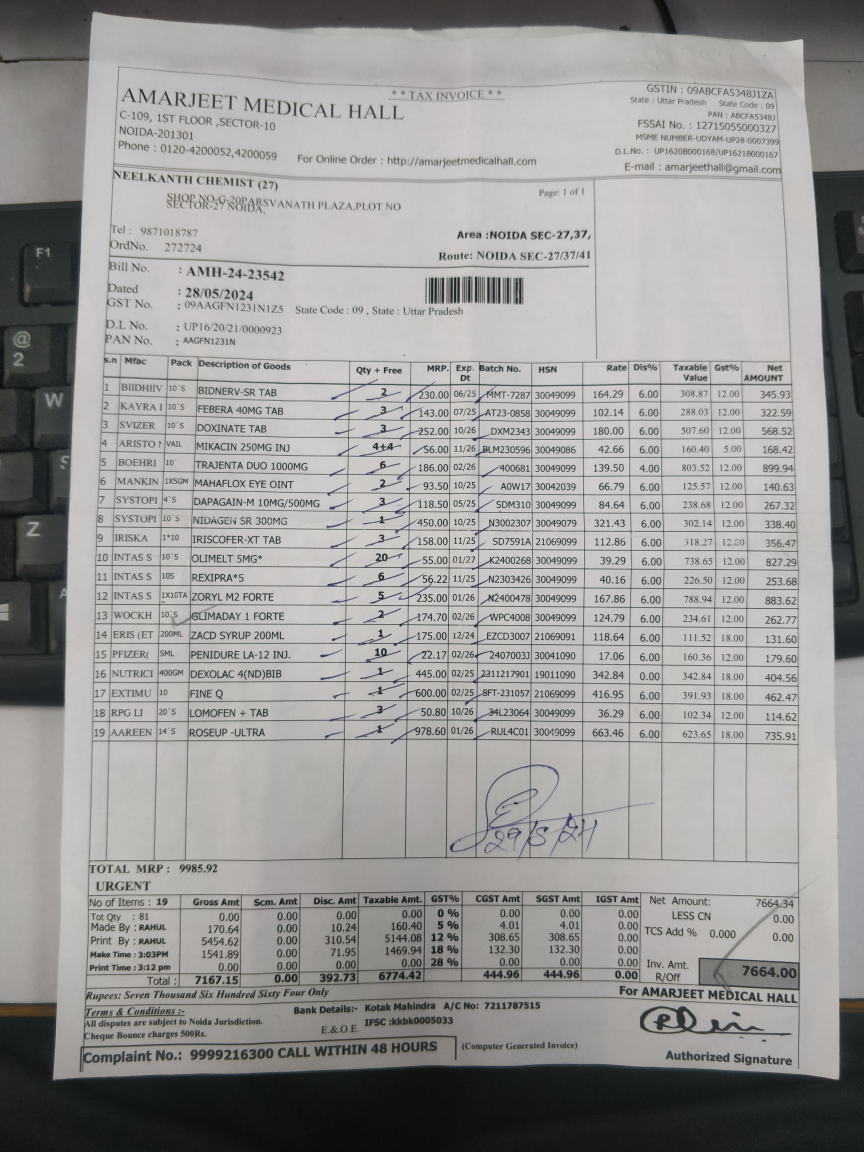 * * TAX INVOICE * *
AMARJEET MEDICAL HALL
C-109, 1ST FLOOR ,SECTOR-10
NOIDA-201301
Phone : 0120-4200052,4200059
For Online Order : http://amarjeetmedicalhall.com
GSTIN : 09ABCFA5348J1ZA
State : Uttar Pradesh State Code : 09
PAN : ABCFA5348J
FSSAI No. : 12715055000327
MSME NUMBER-UDYAM-UP28-0007399
D.L.No. : UP1620B000168/UP1621B000167
E-mail : amarjeethall@gmail.com
NEELKANTH CHEMIST (27)
Page: 1 of 1
SHOP NO-G-20PARSVANATH PLAZA,PLOT NO
SECTOR-27 NOIDA,
Tel : 9871018787
OrdNo. 272724
Area :NOIDA SEC-27,37,
Route: NOIDA SEC-27/37/41
Bill No. : AMH-24-23542
Dated : 28/05/2024
GST No. : 09AAGFN1231N1Z5 State Code : 09 , State : Uttar Pradesh
D.L No. : UP16/20/21/0000923
PAN No. : AAGFN1231N
s.n Mfac Pack Description of Goods Qty + Free MRP. Exp. Dt Batch No. HSN Rate Dis% Taxable Value Gst% Net AMOUNT
1 BIIDHIIV 10`S BIDNERV-SR TAB 2 230.00 06/25 MMT-7287 30049099 164.29 6.00 308.87 12.00 345.93
2 KAYRA I 10`S FEBERA 40MG TAB 3 143.00 07/25 AT23-0858 30049099 102.14 6.00 288.03 12.00 322.59
3 SVIZER 10`S DOXINATE TAB 3 252.00 10/26 DXM2343 30049099 180.00 6.00 507.60 12.00 568.52
4 ARISTO VAIL MIKACIN 250MG INJ 4+4 56.00 11/26 BLM230596 30049086 42.66 6.00 160.40 5.00 168.42
5 BOEHRI 10` TRAJENTA DUO 1000MG 6 186.00 02/26 400681 30049099 139.50 4.00 803.52 12.00 899.94
6 MANKIN 1X5GM MAHAFLOX EYE OINT 2 93.50 10/25 A0W17 30042039 66.79 6.00 125.57 12.00 140.63
7 SYSTOPI 4`S DAPAGAIN-M 10MG/500MG 3 118.50 05/25 SDM310 30049099 84.64 6.00 238.68 12.00 267.32
8 SYSTOPI 10`S NIDAGEN SR 300MG 1 450.00 10/25 N3002307 30049079 321.43 6.00 302.14 12.00 338.40
9 IRISKA 1*10 IRISCOFER-XT TAB 3 158.00 11/25 SD7591A 21069099 112.86 6.00 318.27 12.00 356.47
10 INTAS S 10`S OLIMELT 5MG* 20 55.00 01/27 K2400268 30049099 39.29 6.00 738.65 12.00 827.29
11 INTAS S 10S REXIPRA*5 6 56.22 11/25 N2303426 30049099 40.16 6.00 226.50 12.00 253.68
12 INTAS S 1X10TA ZORYL M2 FORTE 5 235.00 01/26 N2400478 30049099 167.86 6.00 788.94 12.00 883.62
13 WOCKH 10`S GLIMADAY 1 FORTE 2 174.70 02/26 WPC4008 30049099 124.79 6.00 234.61 12.00 262.77
14 ERIS (ET 200ML ZACD SYRUP 200ML 1 175.00 12/24 EZCD3007 21069091 118.64 6.00 111.52 18.00 131.60
15 PFIZER( 5ML PENIDURE LA-12 INJ. 10 22.17 02/26 2407003J 30041090 17.06 6.00 160.36 12.00 179.60
16 NUTRICI 400GM DEXOLAC 4(ND)BIB 1 445.00 02/25 2311217901 19011090 342.84 0.00 342.84 18.00 404.56
17 EXTIMU 10 FINE Q 1 600.00 02/25 SFT-231057 21069099 416.95 6.00 391.93 18.00 462.47
18 RPG LI 20`S LOMOFEN + TAB 3 50.80 10/26 34L23064 30049099 36.29 6.00 102.34 12.00 114.62
19 AAREEN 14`S ROSEUP -ULTRA 1 978.60 01/26 RUL4C01 30049099 663.46 6.00 623.65 18.00 735.91
29/5/24
TOTAL MRP : 9985.92
URGENT
No of Items : 19 Gross Amt Scm. Amt Disc. Amt Taxable Amt. GST% CGST Amt SGST Amt IGST Amt
Tot Qty : 81 0.00 0.00 0.00 0.00 0 % 0.00 0.00 0.00
Made By : RAHUL 170.64 0.00 10.24 160.40 5 % 4.01 4.01 0.00
Print By : RAHUL 5454.62 0.00 310.54 5144.08 12 % 308.65 308.65 0.00
Make Time : 3:03PM 1541.89 0.00 71.95 1469.94 18 % 132.30 132.30 0.00
Print Time : 3:12 pm 0.00 0.00 0.00 0.00 28 % 0.00 0.00 0.00
Total : 7167.15 0.00 392.73 6774.42 444.96 444.96 0.00
Net Amount: 7664.34
LESS CN 0.00
TCS Add % 0.000 0.00
Inv. Amt. R/Off 7664.00
Rupees: Seven Thousand Six Hundred Sixty Four Only
For AMARJEET MEDICAL HALL
Terms & Conditions :-
All disputes are subject to Noida Jurisdiction.
Cheque Bounce charges 500Rs.
Bank Details:- Kotak Mahindra A/C No: 7211787515
E.& O.E. IFSC :kkbk0005033
Complaint No.: 9999216300 CALL WITHIN 48 HOURS
(Computer Generated Invoice)
Authorized Signature
F1
@
2
W
S
Z